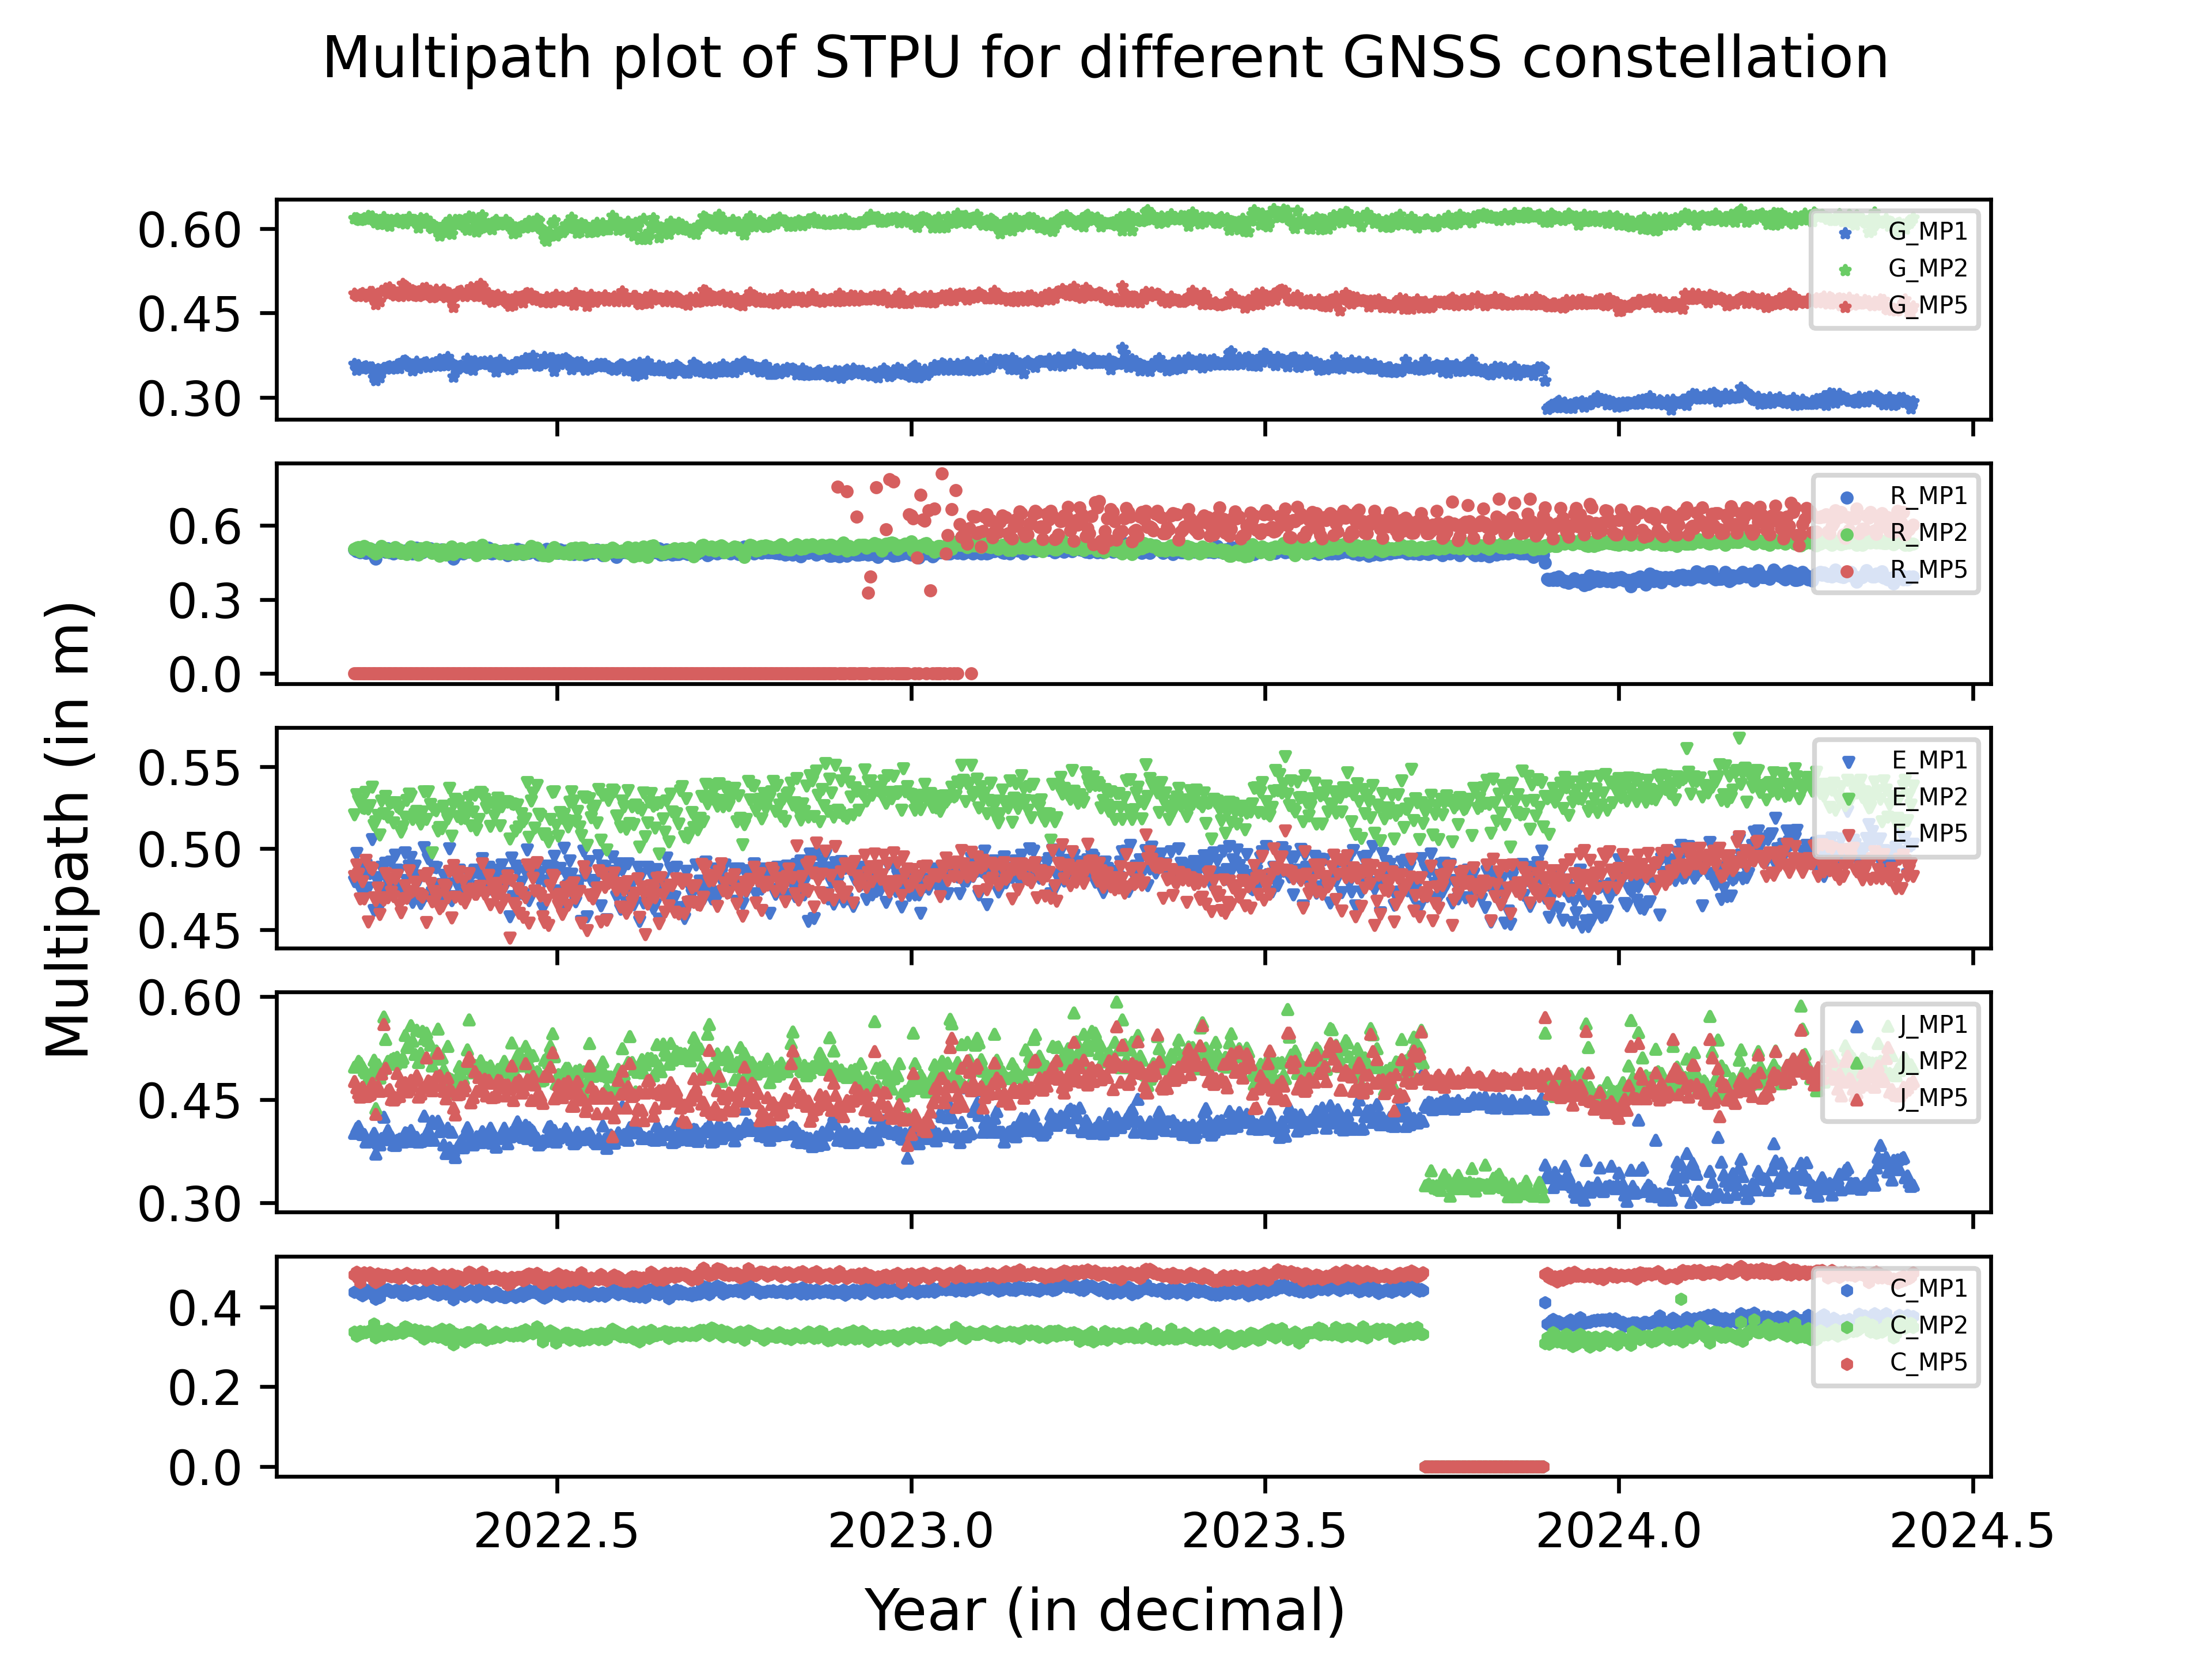 Multipath plot of STPU for different GNSS constellation
0.60
0.45
0.30
G_MP1
G_MP2
G_MP5
0.6
0.3
0.0
R_MP1
R_MP2
R_MP5
Multipath (in m)
0.55
0.50
0.45
E_MP1
E_MP2
E_MP5
0.60
0.45
0.30
J_MP1
J_MP2
J_MP5
0.4
0.2
0.0
C_MP1
C_MP2
C_MP5
2022.5 2023.0 2023.5 2024.0 2024.5
Year (in decimal)